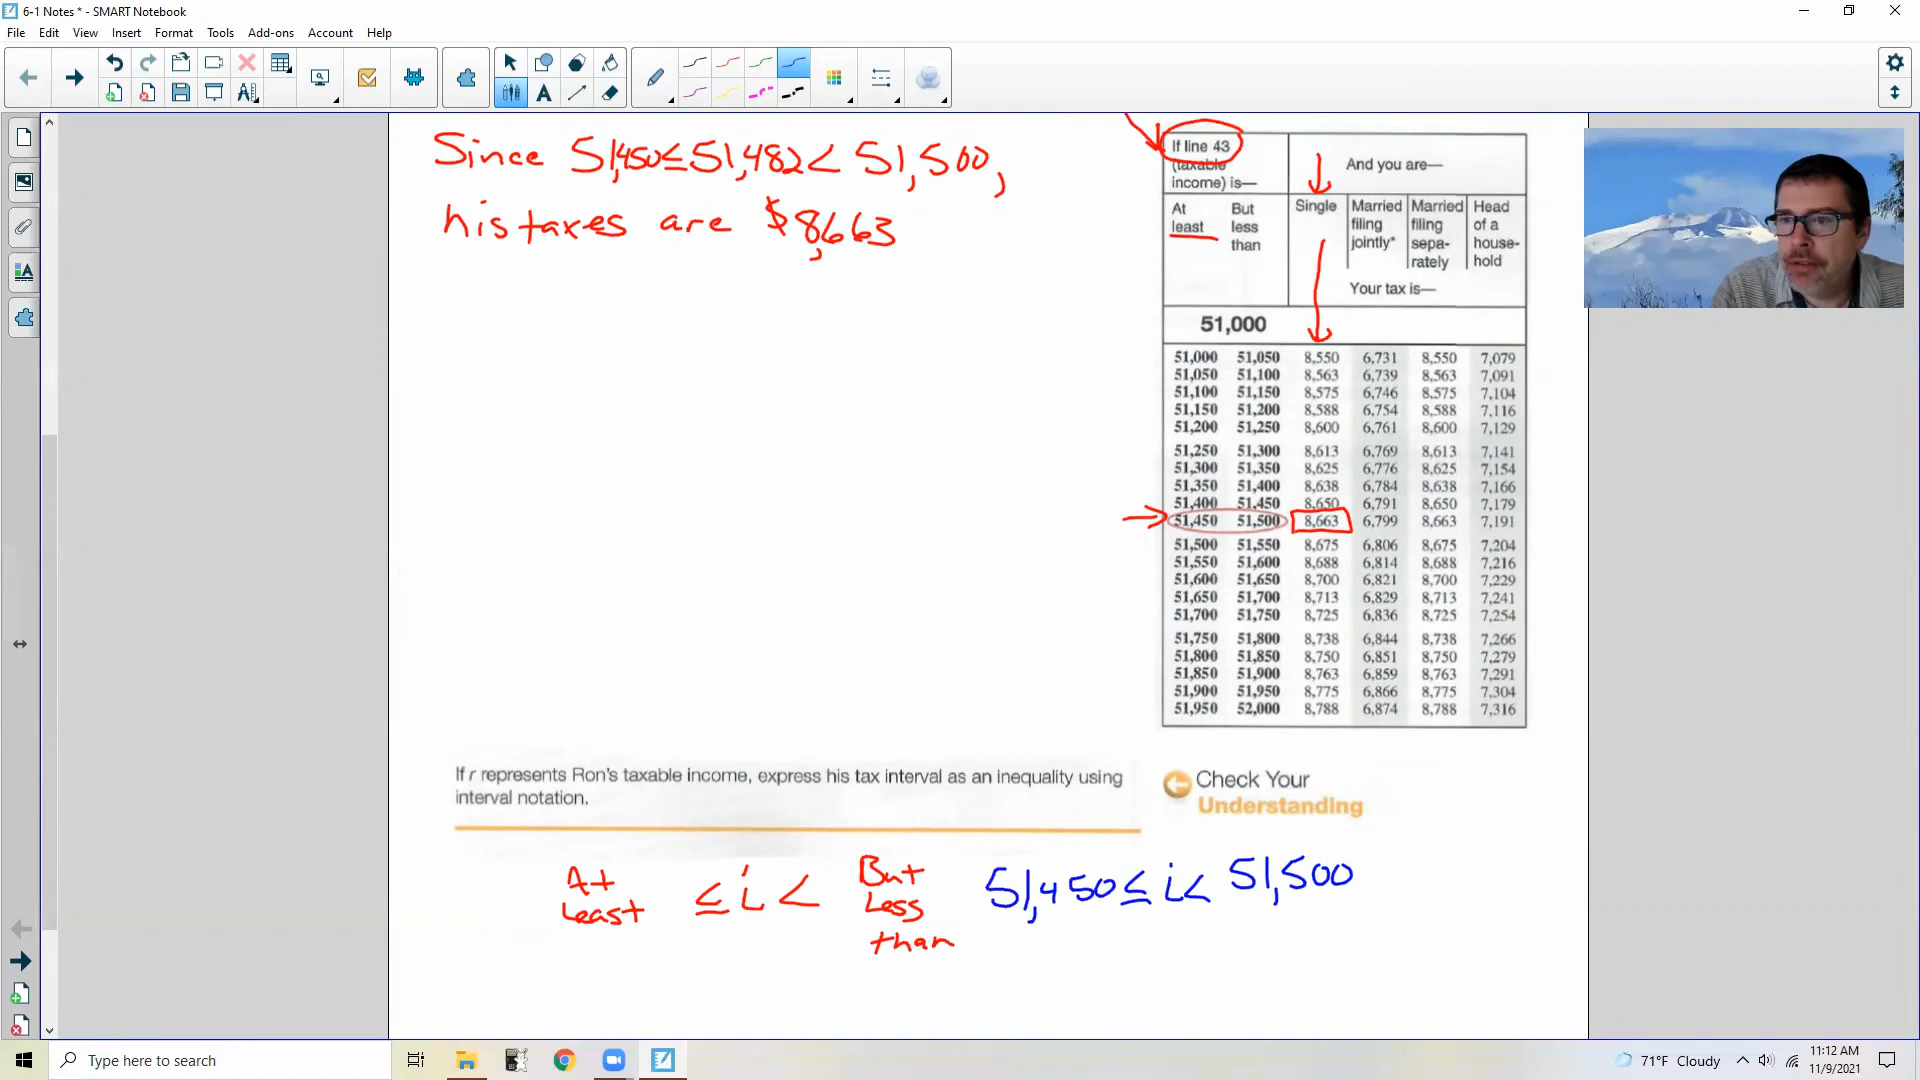 6-1 Notes * - SMART Notebook
File Edit View Insert Format Tools Add-ons Account Help
Since 51,450≤51,482< 51,500,
his taxes are $8,663
If line 43
(taxable
income) is—
And you are—
At
least
But
less
than
Single
Married
filing
jointly*
Married
filing
sepa-
rately
Head
of a
house-
hold
Your tax is—
51,000
51,000 51,050 8,550 6,731 8,550 7,079
51,050 51,100 8,563 6,739 8,563 7,091
51,100 51,150 8,575 6,746 8,575 7,104
51,150 51,200 8,588 6,754 8,588 7,116
51,200 51,250 8,600 6,761 8,600 7,129
51,250 51,300 8,613 6,769 8,613 7,141
51,300 51,350 8,625 6,776 8,625 7,154
51,350 51,400 8,638 6,784 8,638 7,166
51,400 51,450 8,650 6,791 8,650 7,179
51,450 51,500 8,663 6,799 8,663 7,191
51,500 51,550 8,675 6,806 8,675 7,204
51,550 51,600 8,688 6,814 8,688 7,216
51,600 51,650 8,700 6,821 8,700 7,229
51,650 51,700 8,713 6,829 8,713 7,241
51,700 51,750 8,725 6,836 8,725 7,254
51,750 51,800 8,738 6,844 8,738 7,266
51,800 51,850 8,750 6,851 8,750 7,279
51,850 51,900 8,763 6,859 8,763 7,291
51,900 51,950 8,775 6,866 8,775 7,304
51,950 52,000 8,788 6,874 8,788 7,316
If r represents Ron's taxable income, express his tax interval as an inequality using
interval notation.
Check Your
Understanding
At
Least
≤ i <
But
Less
than
51,450≤ i< 51,500
Type here to search
71°F Cloudy
11:12 AM
11/9/2021